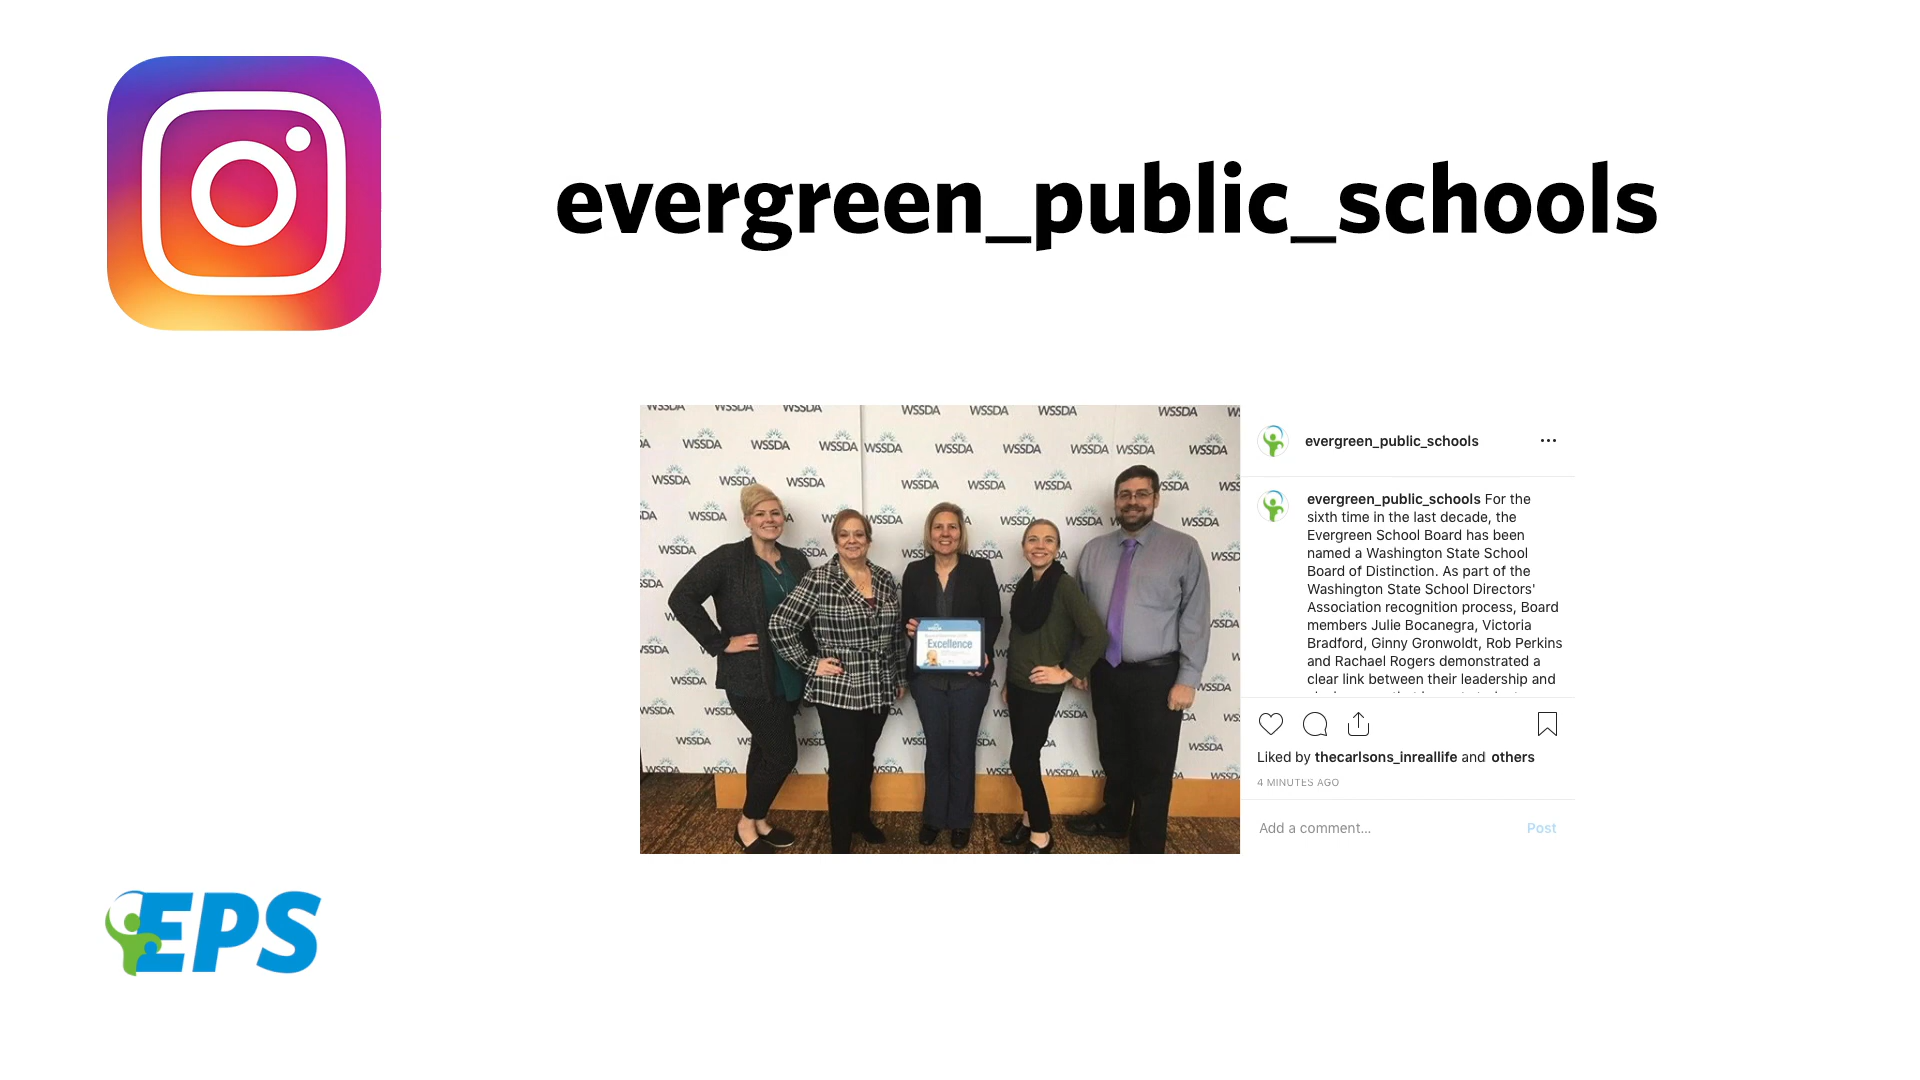 evergreen_public_schools
WSSDA
Excellence
evergreen_public_schools
evergreen_public_schools For the
sixth time in the last decade, the
Evergreen School Board has been
named a Washington State School
Board of Distinction. As part of the
Washington State School Directors'
Association recognition process, Board
members Julie Bocanegra, Victoria
Bradford, Ginny Gronwoldt, Rob Perkins
and Rachael Rogers demonstrated a
clear link between their leadership and
Liked by thecarlsons_inreallife and others
4 MINUTES AGO
Add a comment... Post
EPS